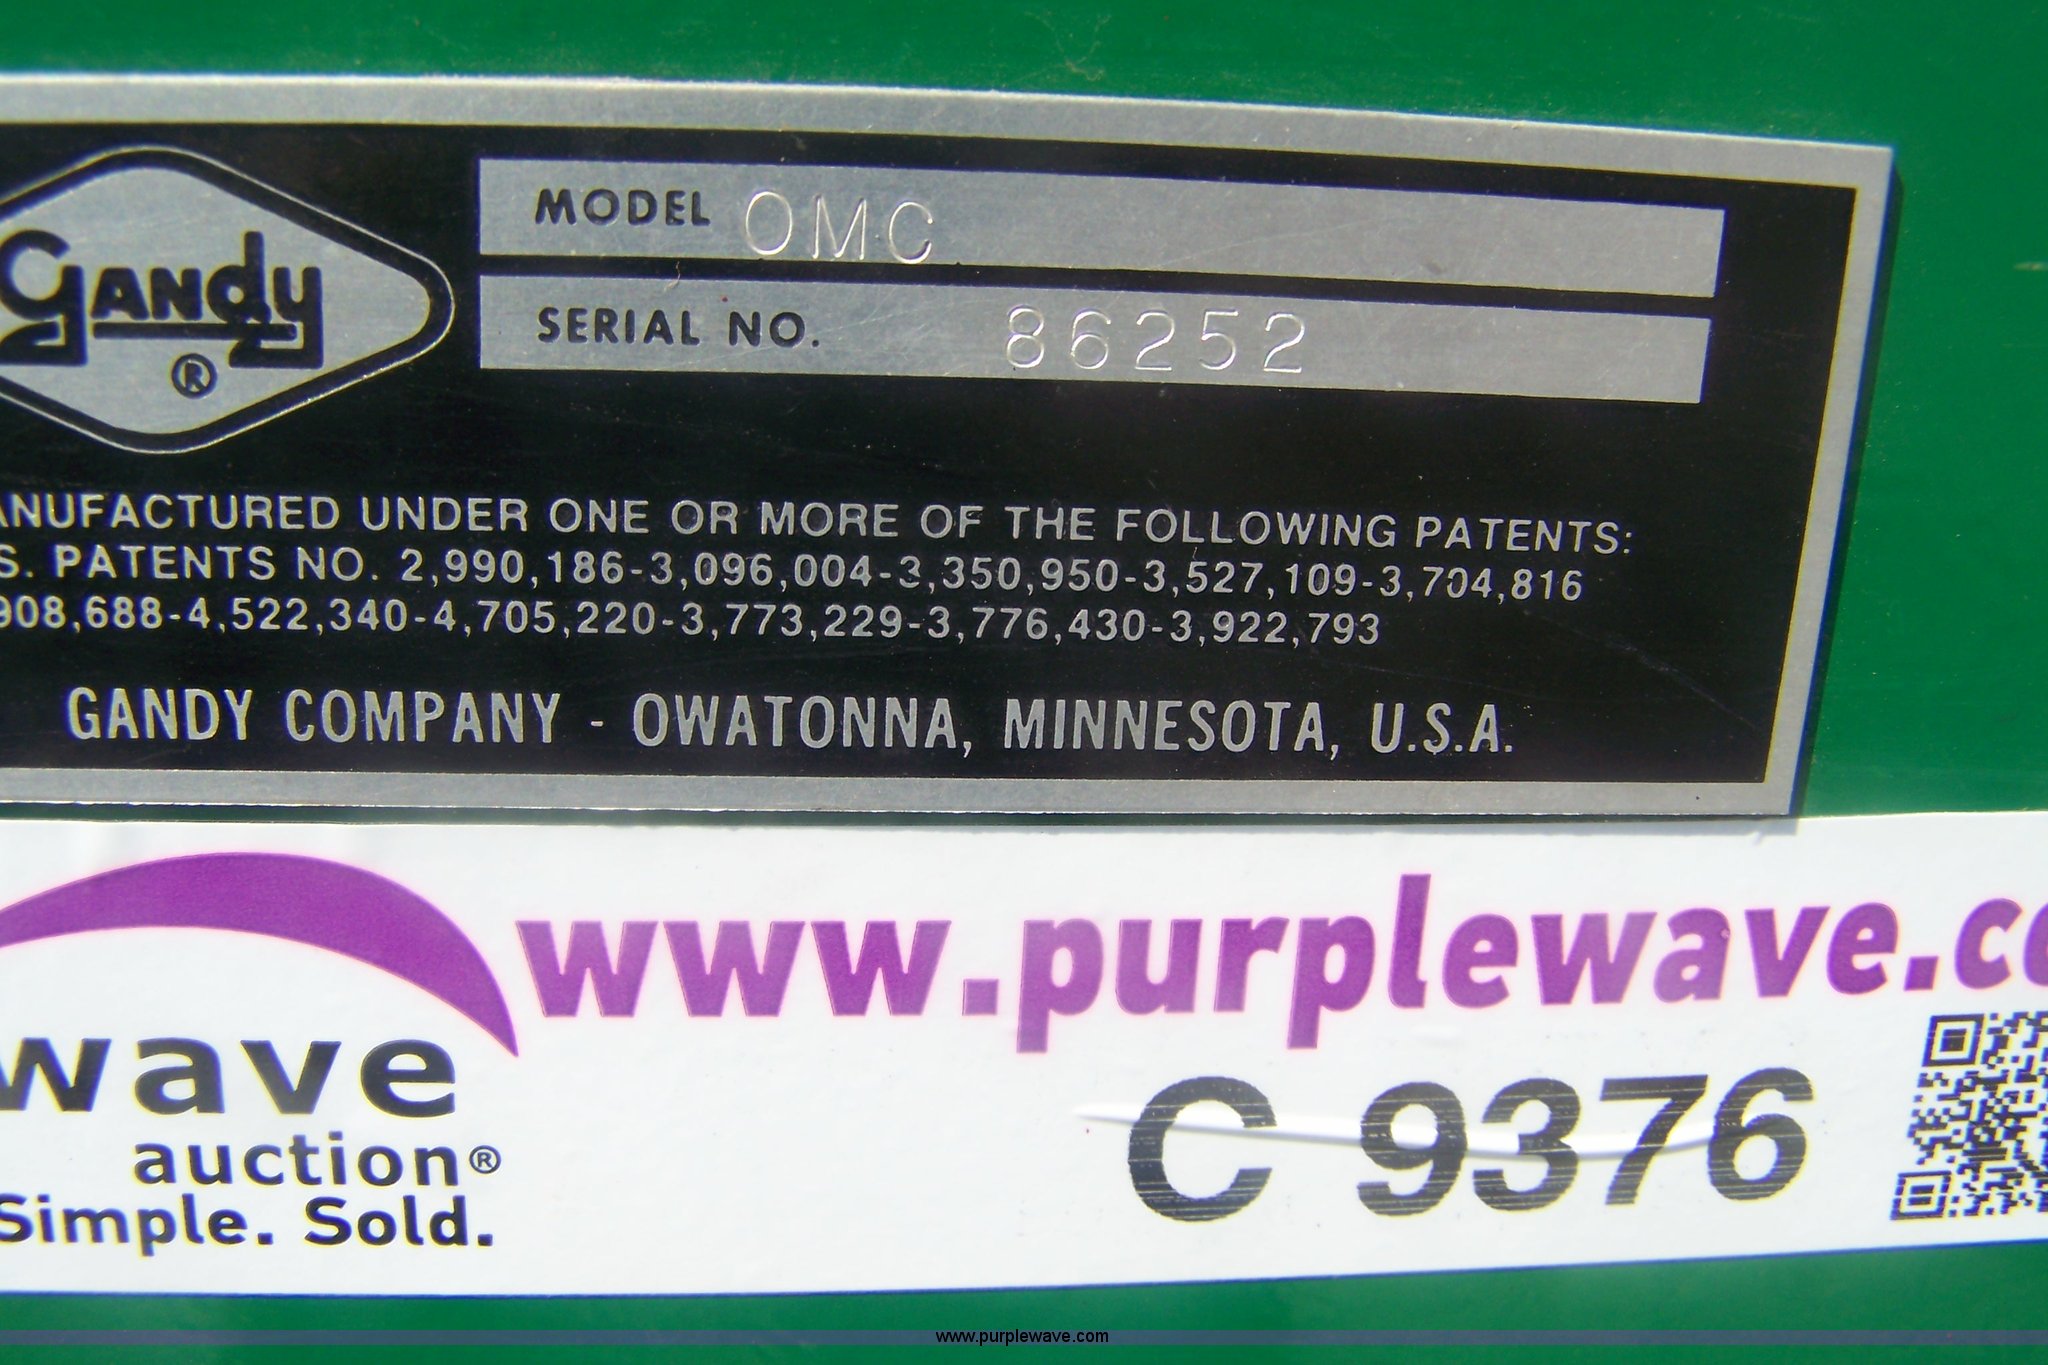 gandy
®
MODEL OMC
SERIAL NO. 86252
ANUFACTURED UNDER ONE OR MORE OF THE FOLLOWING PATENTS:
S. PATENTS NO. 2,990,186-3,096,004-3,350,950-3,527,109-3,704,816
908,688-4,522,340-4,705,220-3,773,229-3,776,430-3,922,793
GANDY COMPANY - OWATONNA, MINNESOTA, U.S.A.
www.purplewave.co
wave
auction®
Simple. Sold.
C 9376
www.purplewave.com